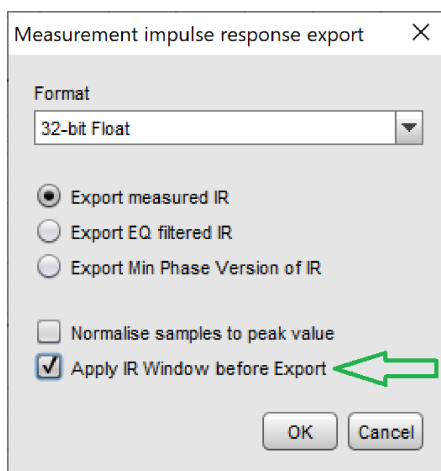 Measurement impulse response export
Format
32-bit Float
Export measured IR
Export EQ filtered IR
Export Min Phase Version of IR
Normalise samples to peak value
Apply IR Window before Export
OK Cancel